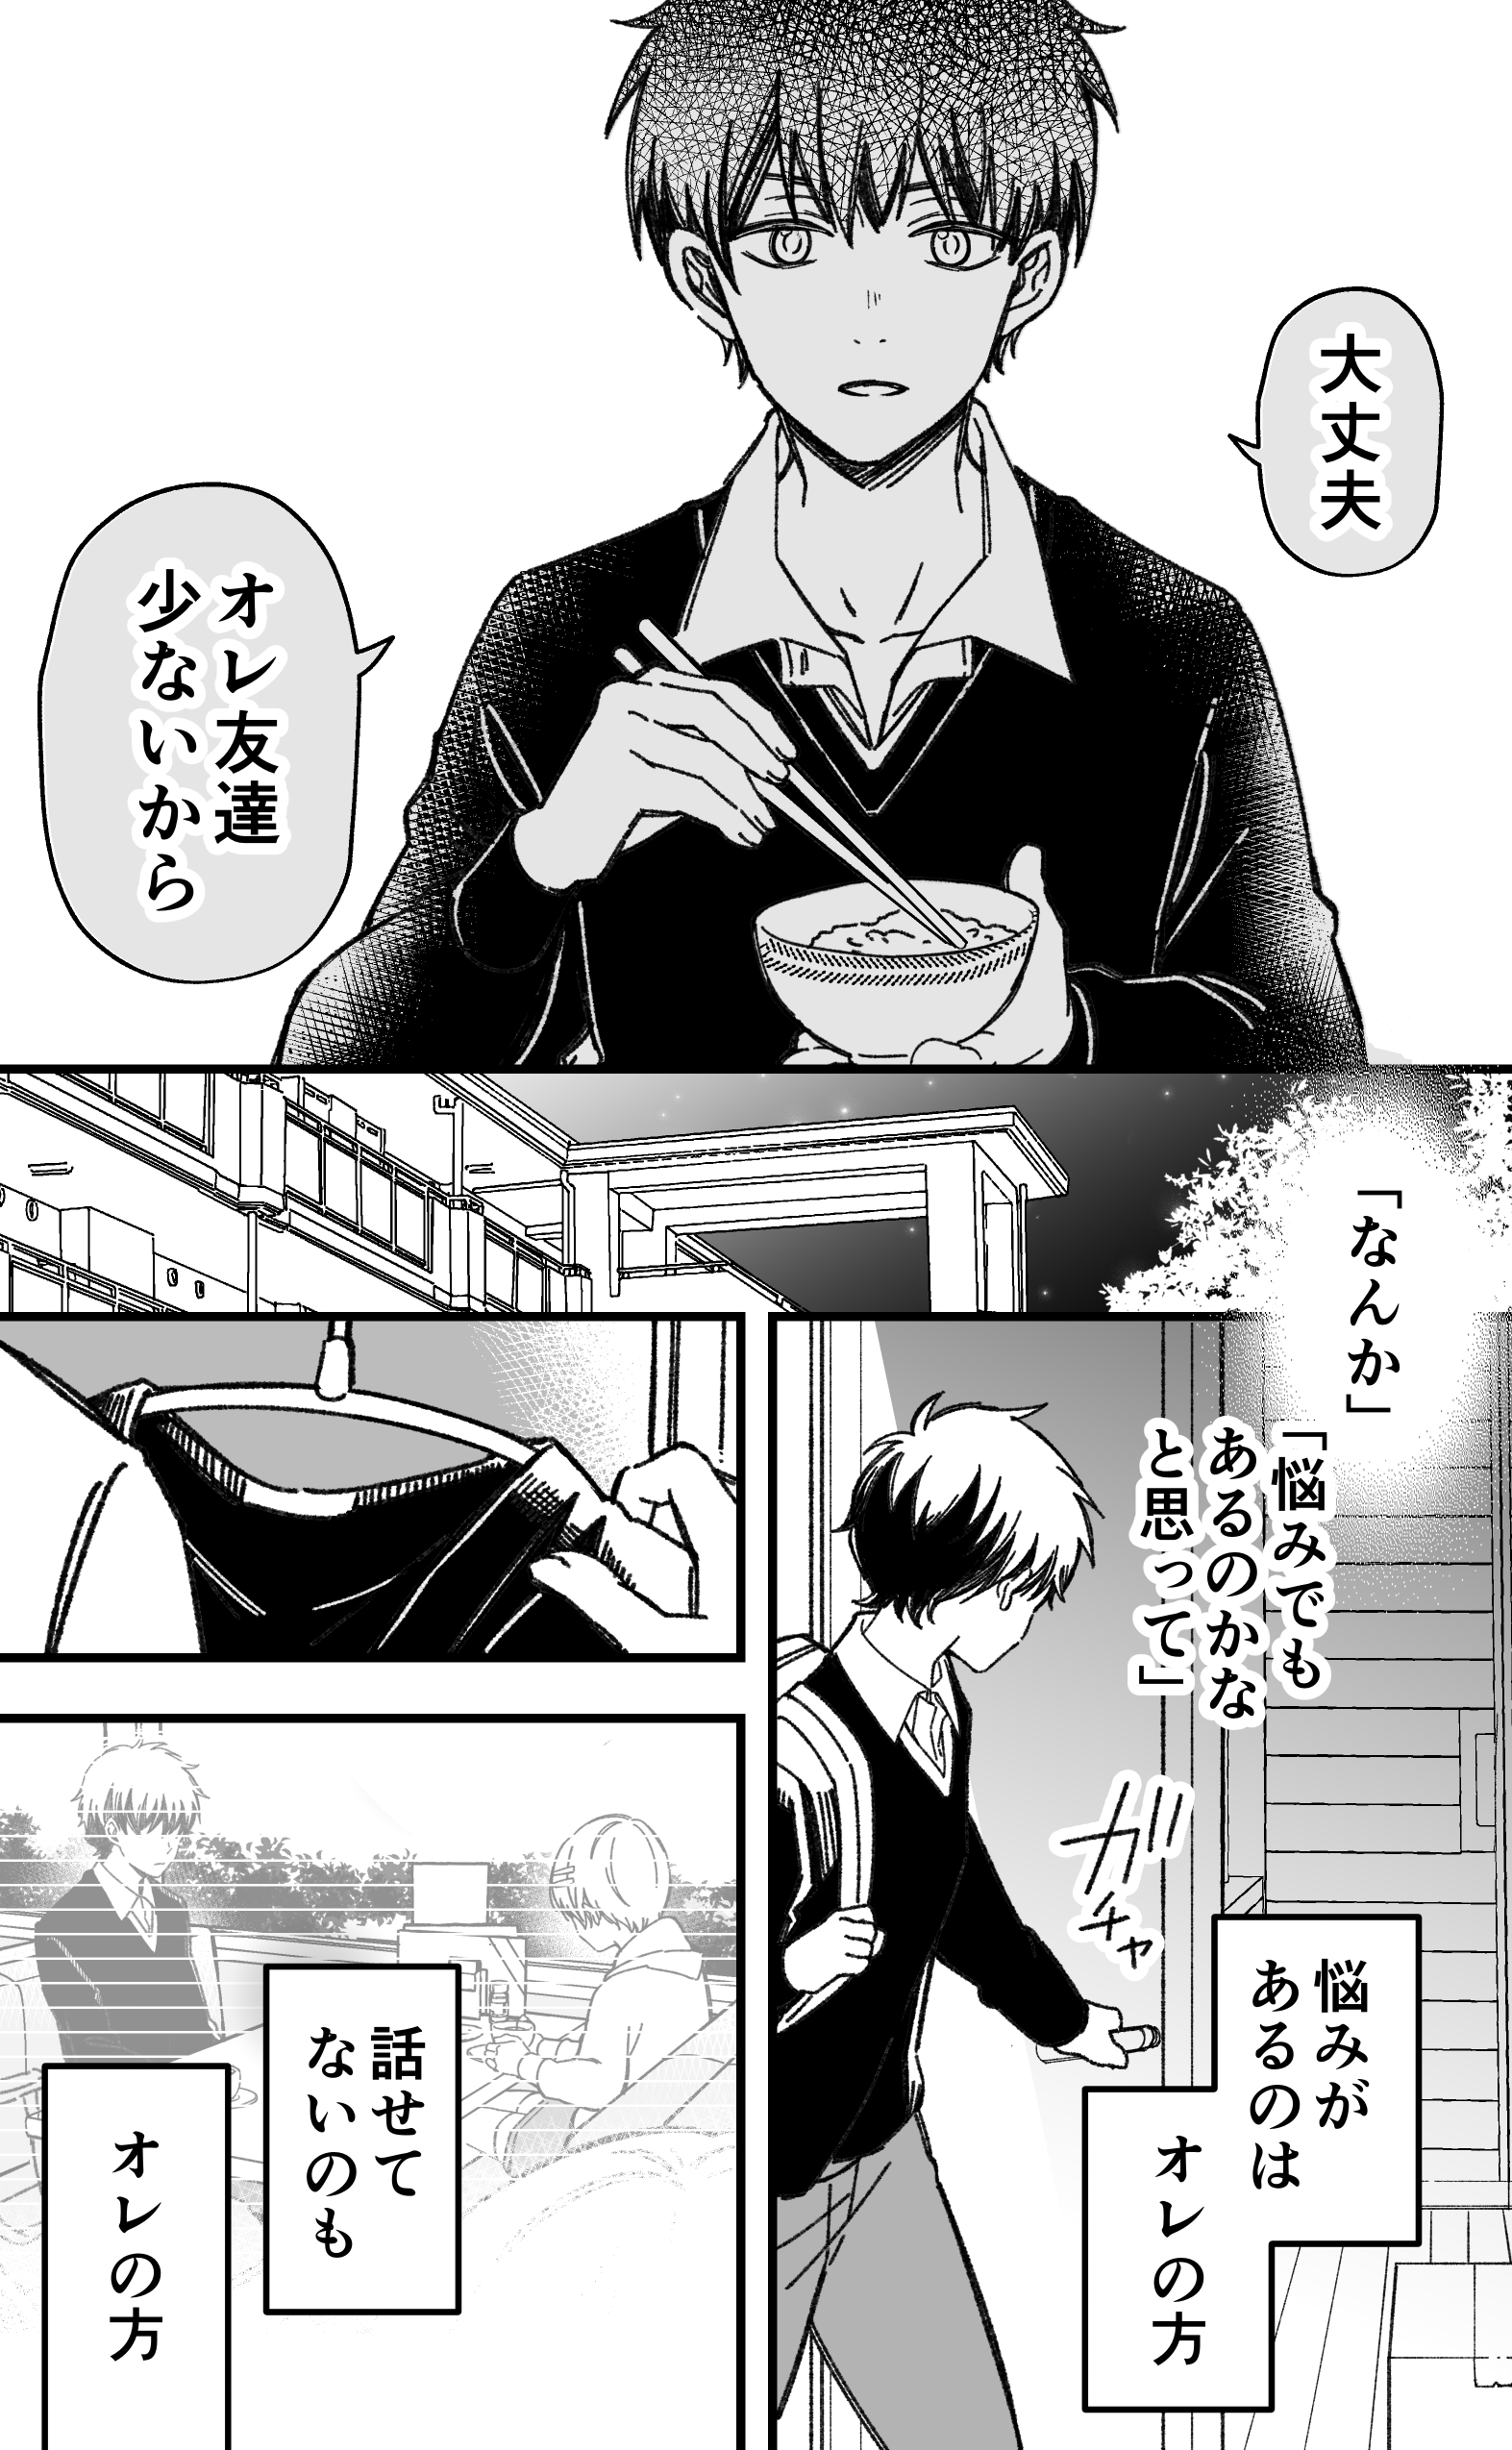 大丈夫
オレ友達
少ないから
「なんか」
「悩みでも
あるのかな
と思って」
ガチャ
悩みが
あるのは
オレの方
話せて
ないのも
オレの方